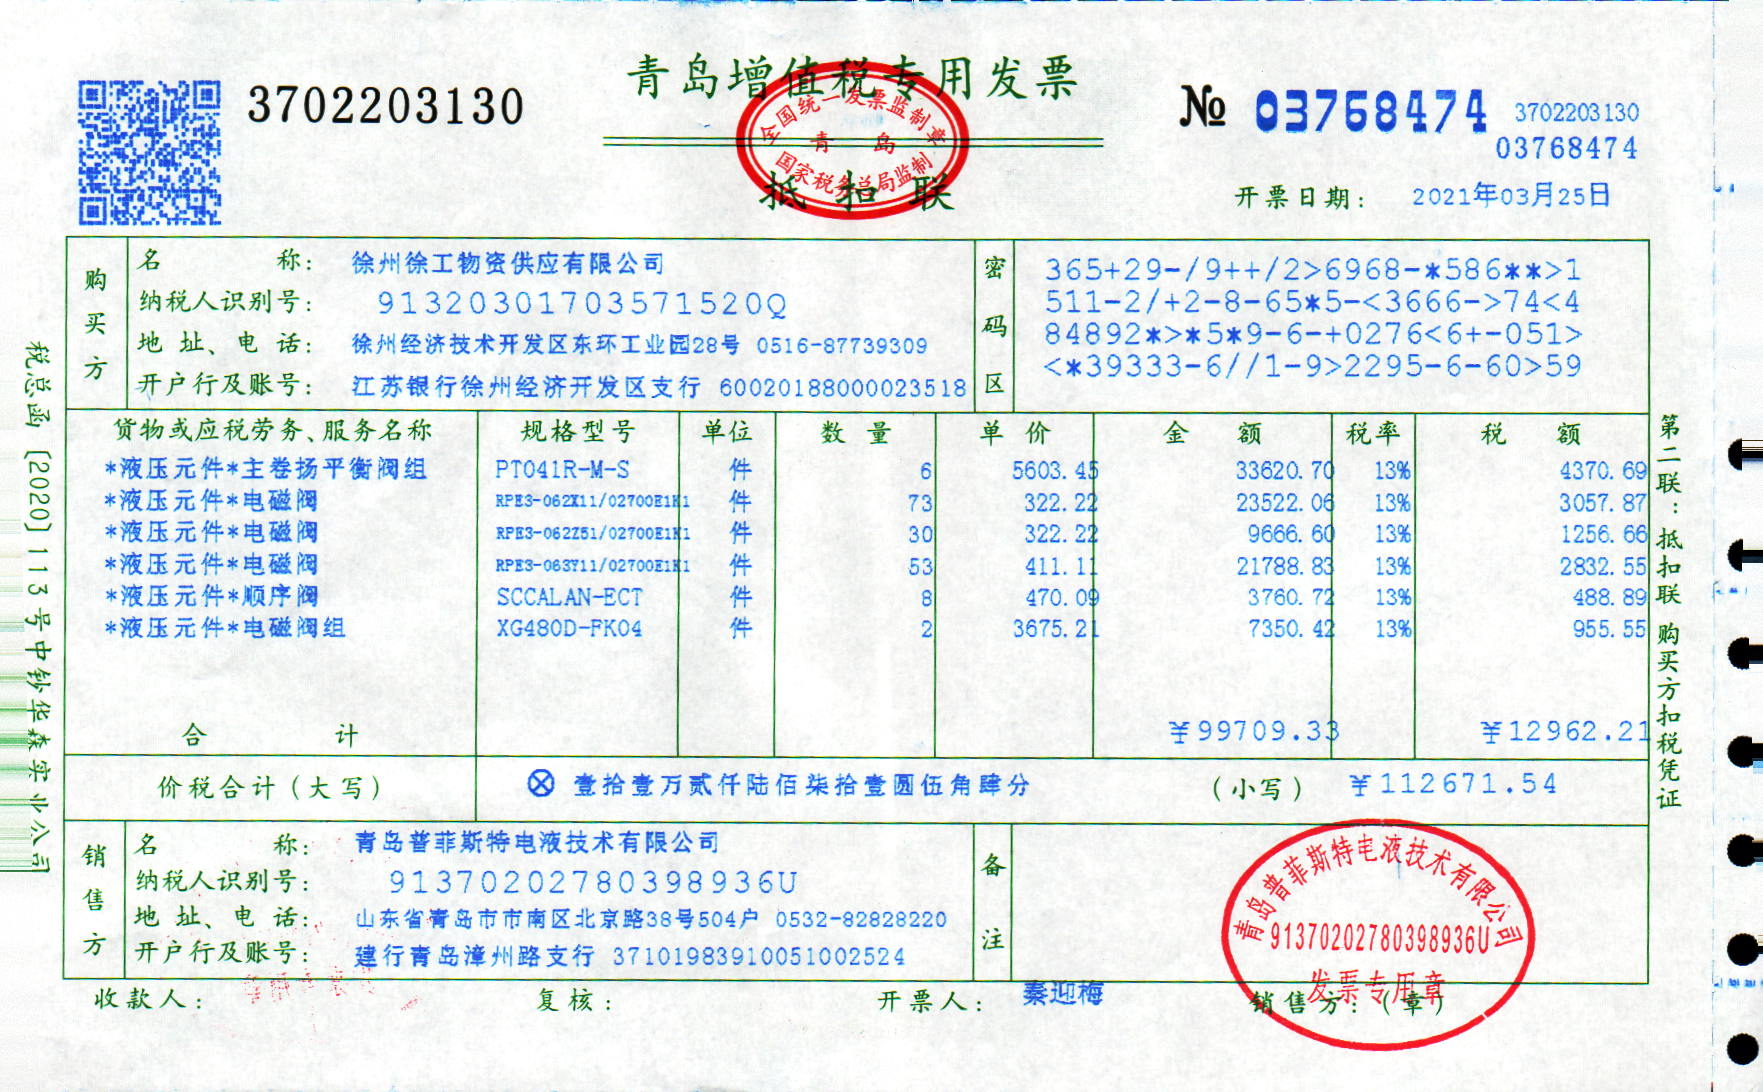 青岛增值税专用发票
全国统一发票监制章
青岛
国家税务总局监制
抵扣联
3702203130
№ 03768474 3702203130
03768474
开票日期： 2021年03月25日
购买方
名称： 徐州徐工物资供应有限公司
纳税人识别号： 91320301703571520Q
地址、电话： 徐州经济技术开发区东环工业园28号 0516-87739309
开户行及账号： 江苏银行徐州经济开发区支行 60020188000023518
密码区
365+29-/9++/2>6968-*586**>1
511-2/+2-8-65*5-<3666->74<4
84892*>*5*9-6-+0276<6+-051>
<*39333-6//1-9>2295-6-60>59
货物或应税劳务、服务名称 规格型号 单位 数量 单价 金额 税率 税额
*液压元件*主卷扬平衡阀组 PT041R-M-S 件 6 5603.45 33620.70 13% 4370.69
*液压元件*电磁阀 RPE3-062X11/02700E1K1 件 73 322.22 23522.06 13% 3057.87
*液压元件*电磁阀 RPE3-062Z51/02700E1K1 件 30 322.22 9666.60 13% 1256.66
*液压元件*电磁阀 RPE3-063Y11/02700E1K1 件 53 411.11 21788.83 13% 2832.55
*液压元件*顺序阀 SCCALAN-ECT 件 8 470.09 3760.72 13% 488.89
*液压元件*电磁阀组 XG480D-FK04 件 2 3675.21 7350.42 13% 955.55
合计 ￥99709.33 ￥12962.21
价税合计（大写） ⊗ 壹拾壹万贰仟陆佰柒拾壹圆伍角肆分 （小写） ￥112671.54
销售方
名称： 青岛普菲斯特电液技术有限公司
纳税人识别号： 91370202780398936U
地址、电话： 山东省青岛市市南区北京路38号504户 0532-82828220
开户行及账号： 建行青岛漳州路支行 37101983910051002524
备注
青岛普菲斯特电液技术有限公司
91370202780398936U
发票专用章
收款人： 复核： 开票人： 秦迎梅 销售方：（章）
税总函 [2020] 113号中钞华森实业公司
第二联：抵扣联 购买方扣税凭证